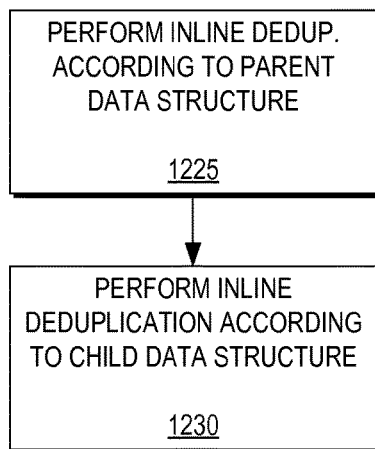 PERFORM INLINE DEDUP.
ACCORDING TO PARENT
DATA STRUCTURE
1225
PERFORM INLINE
DEDUPLICATION ACCORDING
TO CHILD DATA STRUCTURE
1230